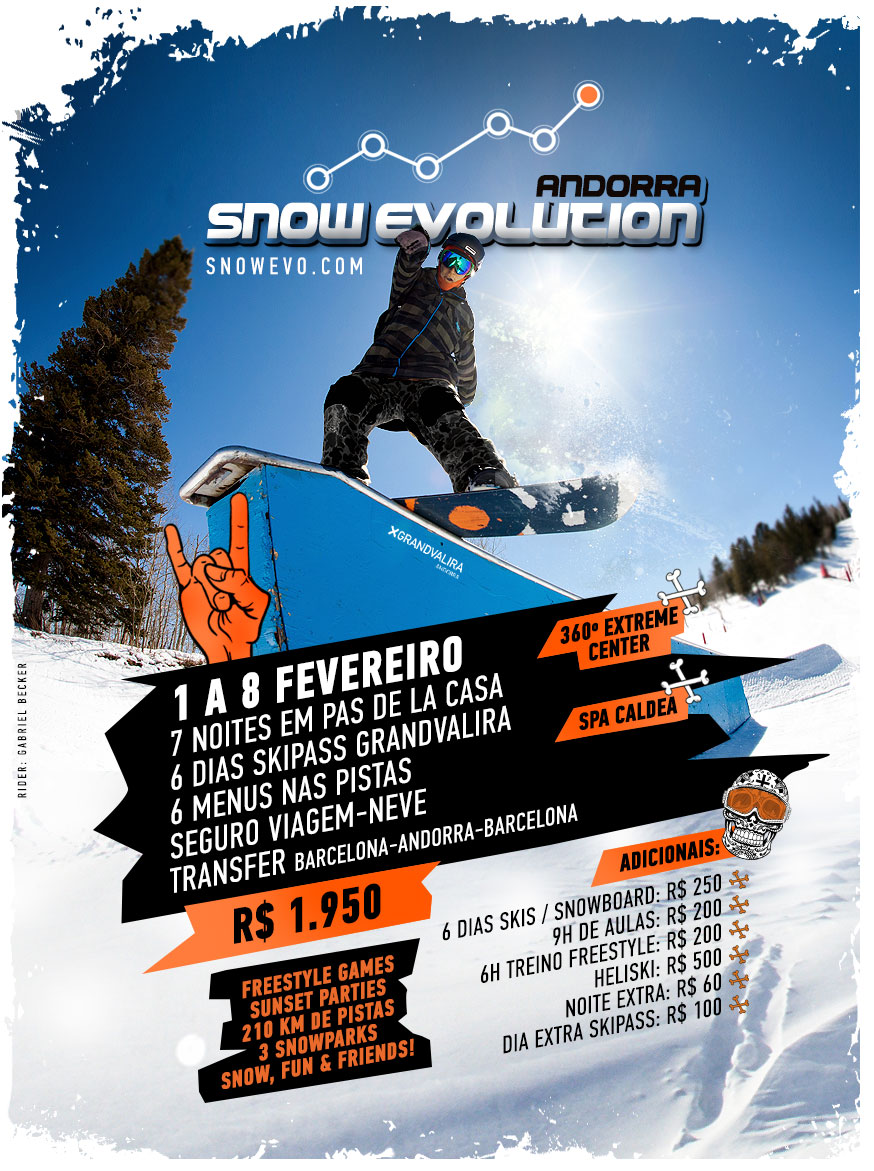 ANDORRA
SNOW EVOLUTION
SNOWEVO.COM
XGRANDVALIRA
RIDER: GABRIEL BECKER
360º EXTREME
CENTER
SPA CALDEA
1 A 8 FEVEREIRO
7 NOITES EM PAS DE LA CASA
6 DIAS SKIPASS GRANDVALIRA
6 MENUS NAS PISTAS
SEGURO VIAGEM-NEVE
TRANSFER BARCELONA-ANDORRA-BARCELONA
R$ 1.950
ADICIONAIS:
6 DIAS SKIS / SNOWBOARD: R$ 250
9H DE AULAS: R$ 200
6H TREINO FREESTYLE: R$ 200
HELISKI: R$ 500
NOITE EXTRA: R$ 60
DIA EXTRA SKIPASS: R$ 100
FREESTYLE GAMES
SUNSET PARTIES
210 KM DE PISTAS
3 SNOWPARKS
SNOW, FUN & FRIENDS!